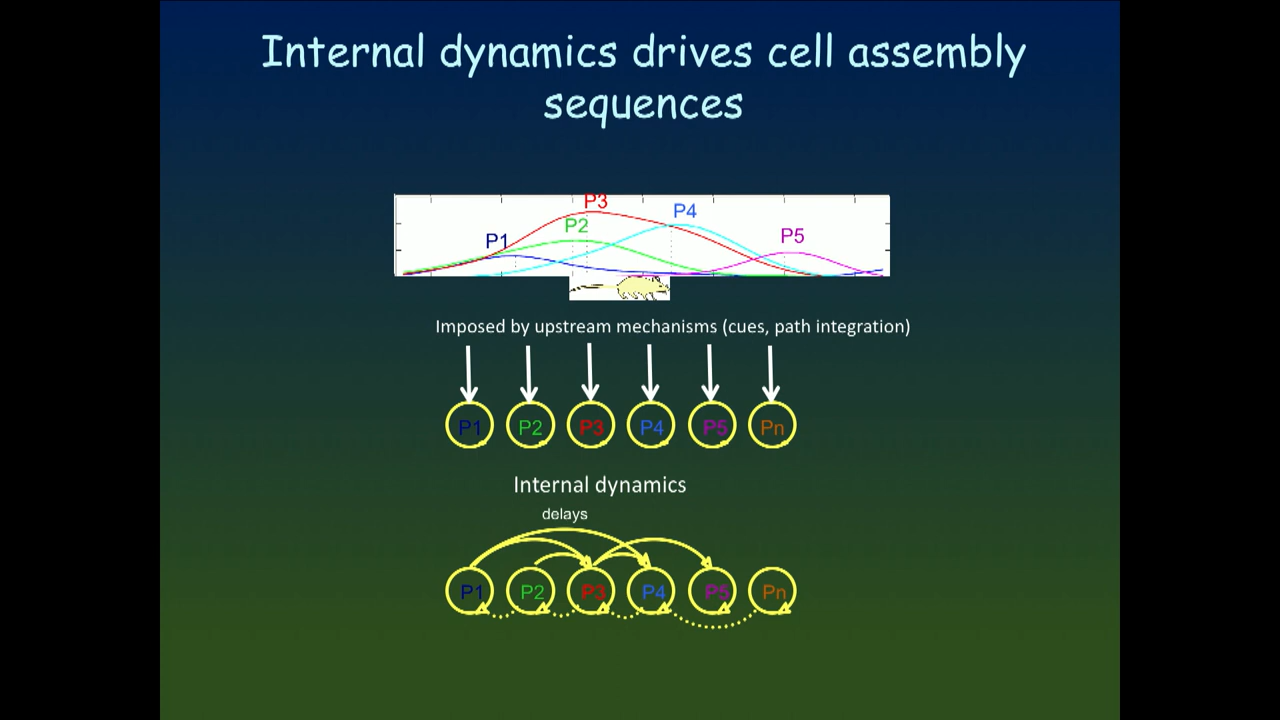 Internal dynamics drives cell assembly
sequences
P1 P2 P3 P4 P5
Imposed by upstream mechanisms (cues, path integration)
P1 P2 P3 P4 P5 Pn
Internal dynamics
delays
P1 P2 P3 P4 P5 Pn